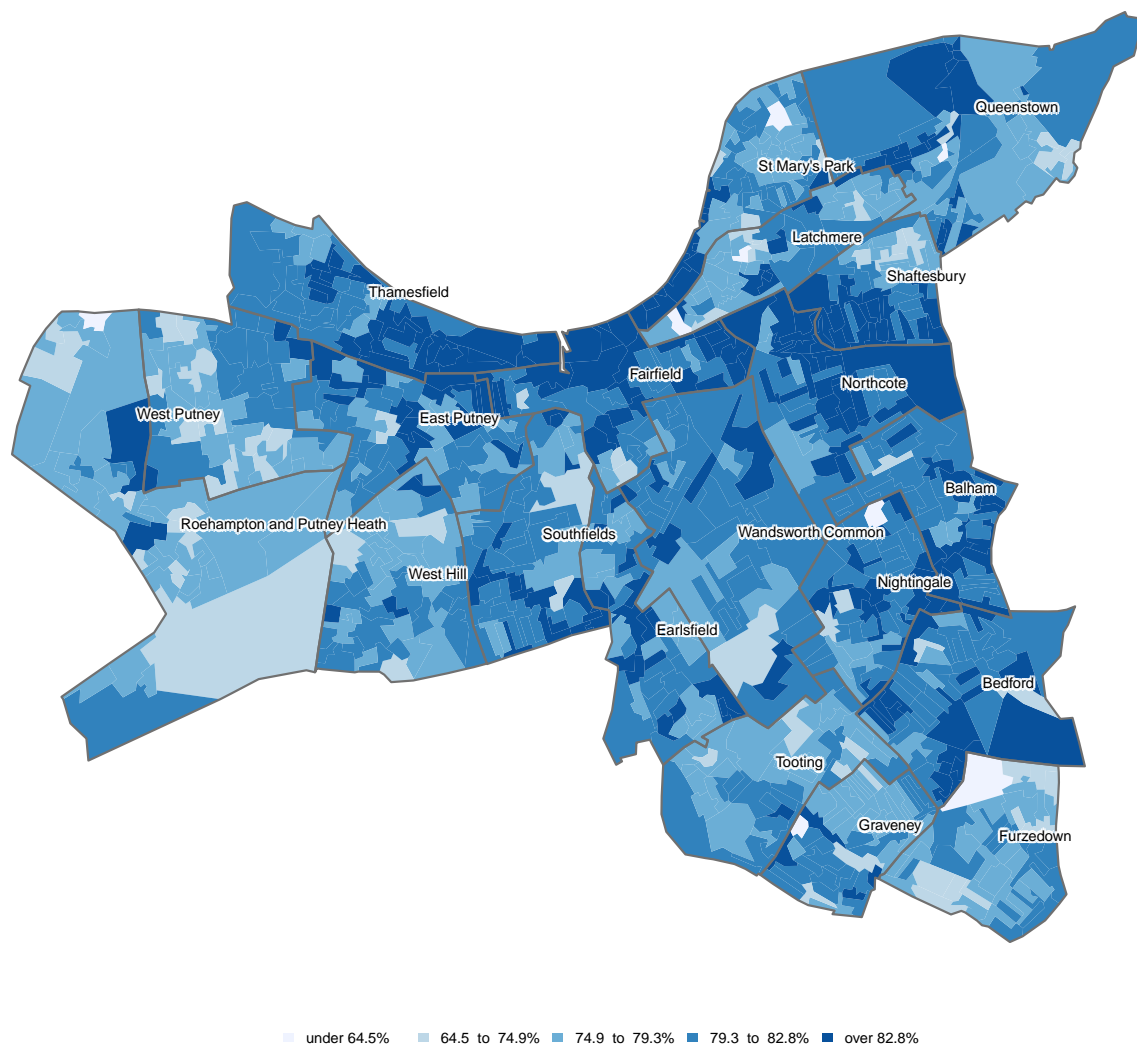 Queenstown
St Mary's Park
Latchmere
Shaftesbury
Thamesfield
Fairfield
Northcote
West Putney
East Putney
Balham
Roehampton and Putney Heath
Southfields
Wandsworth Common
West Hill
Nightingale
Earlsfield
Bedford
Tooting
Graveney
Furzedown
under 64.5% 64.5 to 74.9% 74.9 to 79.3% 79.3 to 82.8% over 82.8%